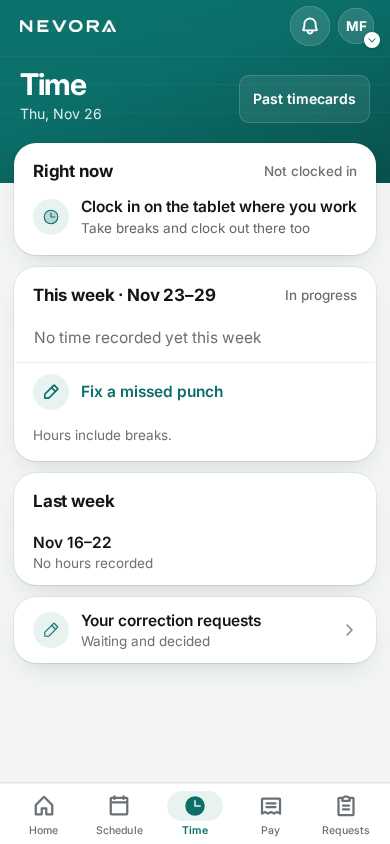 NEVORA
MF
Time
Thu, Nov 26
Past timecards
Right now
Not clocked in
Clock in on the tablet where you work
Take breaks and clock out there too
This week · Nov 23–29
In progress
No time recorded yet this week
Fix a missed punch
Hours include breaks.
Last week
Nov 16–22
No hours recorded
Your correction requests
Waiting and decided
Home
Schedule
Time
Pay
Requests